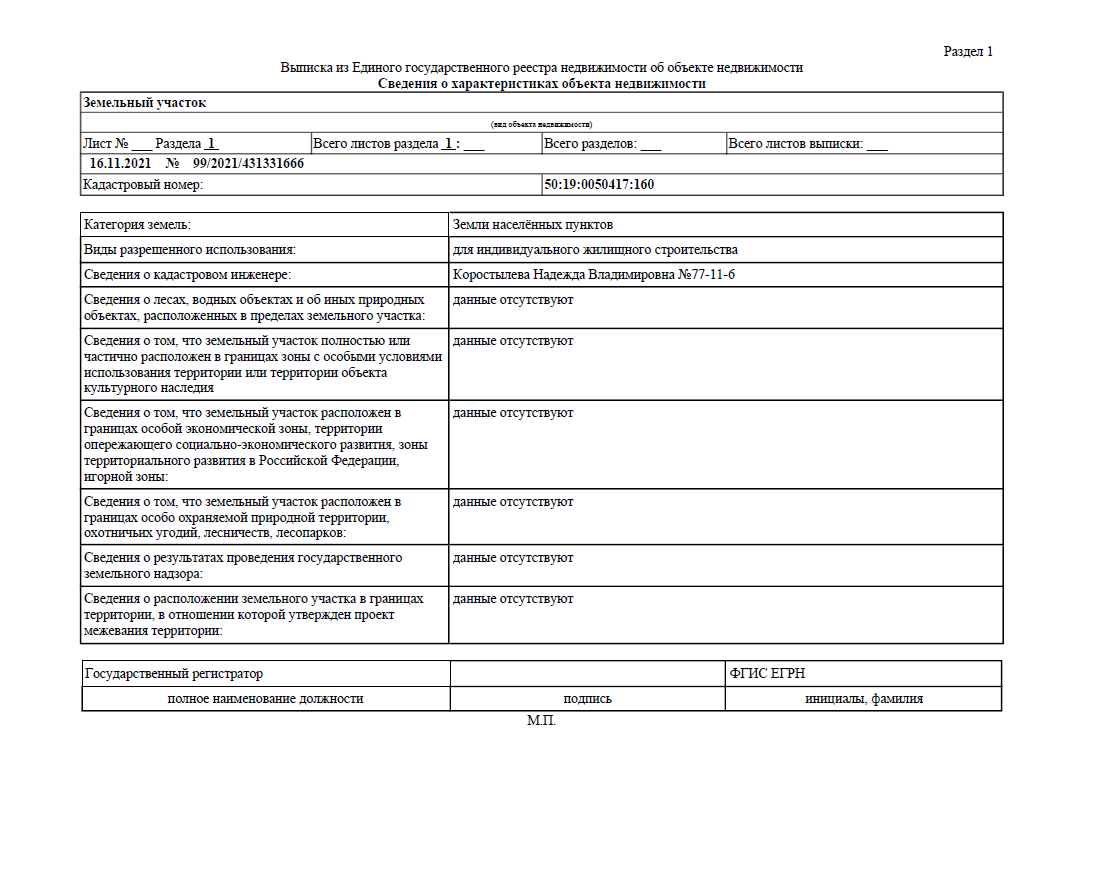 Раздел 1
Выписка из Единого государственного реестра недвижимости об объекте недвижимости
Сведения о характеристиках объекта недвижимости
Земельный участок
(вид объекта недвижимости)
Лист № ___ Раздела 1 Всего листов раздела 1 : ___ Всего разделов: ___ Всего листов выписки: ___
16.11.2021 № 99/2021/431331666
Кадастровый номер: 50:19:0050417:160
Категория земель: Земли населённых пунктов
Виды разрешенного использования: для индивидуального жилищного строительства
Сведения о кадастровом инженере: Коростылева Надежда Владимировна №77-11-6
Сведения о лесах, водных объектах и об иных природных данные отсутствуют
объектах, расположенных в пределах земельного участка:
Сведения о том, что земельный участок полностью или данные отсутствуют
частично расположен в границах зоны с особыми условиями
использования территории или территории объекта
культурного наследия
Сведения о том, что земельный участок расположен в данные отсутствуют
границах особой экономической зоны, территории
опережающего социально-экономического развития, зоны
территориального развития в Российской Федерации,
игорной зоны:
Сведения о том, что земельный участок расположен в данные отсутствуют
границах особо охраняемой природной территории,
охотничьих угодий, лесничеств, лесопарков:
Сведения о результатах проведения государственного данные отсутствуют
земельного надзора:
Сведения о расположении земельного участка в границах данные отсутствуют
территории, в отношении которой утвержден проект
межевания территории:
Государственный регистратор ФГИС ЕГРН
полное наименование должности подпись инициалы, фамилия
М.П.